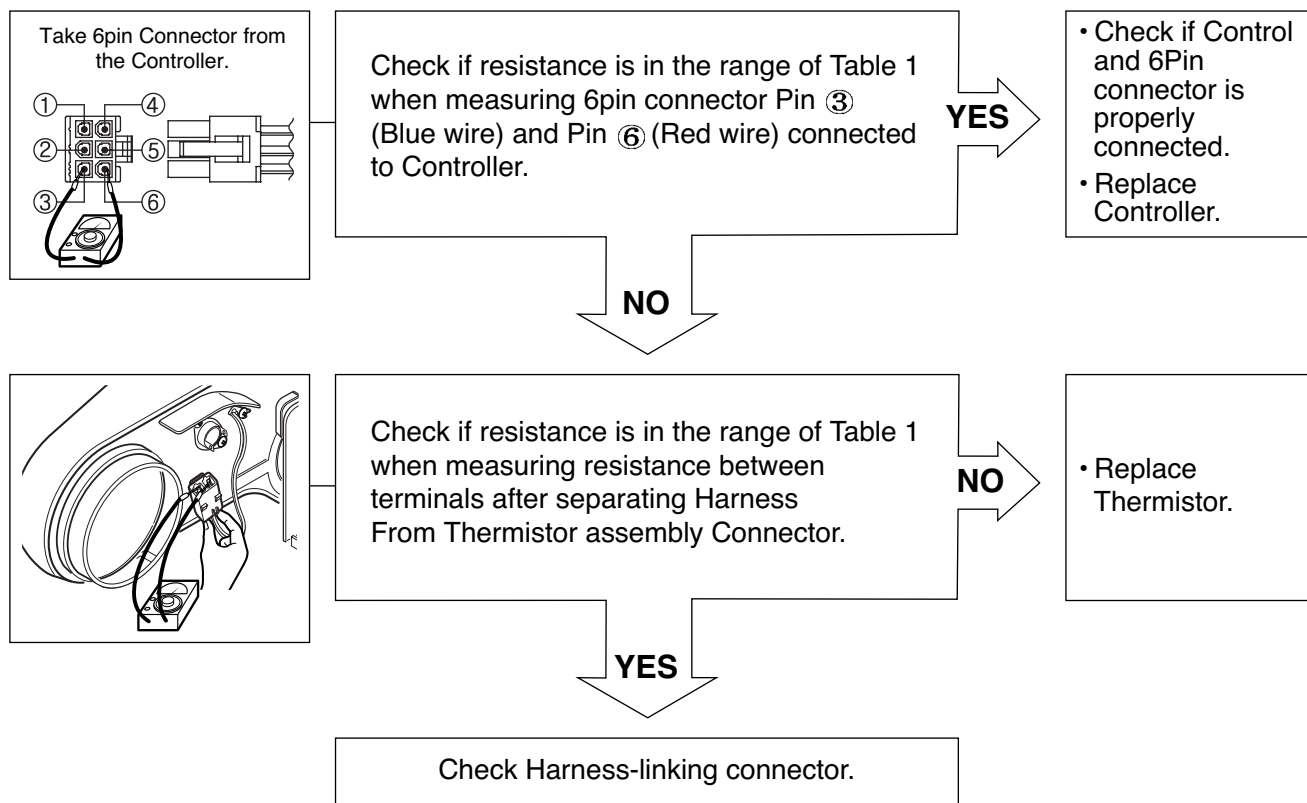 Take 6pin Connector from
the Controller.
①
④
②
⑤
③
⑥
Check if resistance is in the range of Table 1
when measuring 6pin connector Pin ③
(Blue wire) and Pin ⑥ (Red wire) connected
to Controller.
YES
• Check if Control
and 6Pin
connector is
properly
connected.
• Replace
Controller.
NO
Check if resistance is in the range of Table 1
when measuring resistance between
terminals after separating Harness
From Thermistor assembly Connector.
NO
• Replace
Thermistor.
YES
Check Harness-linking connector.